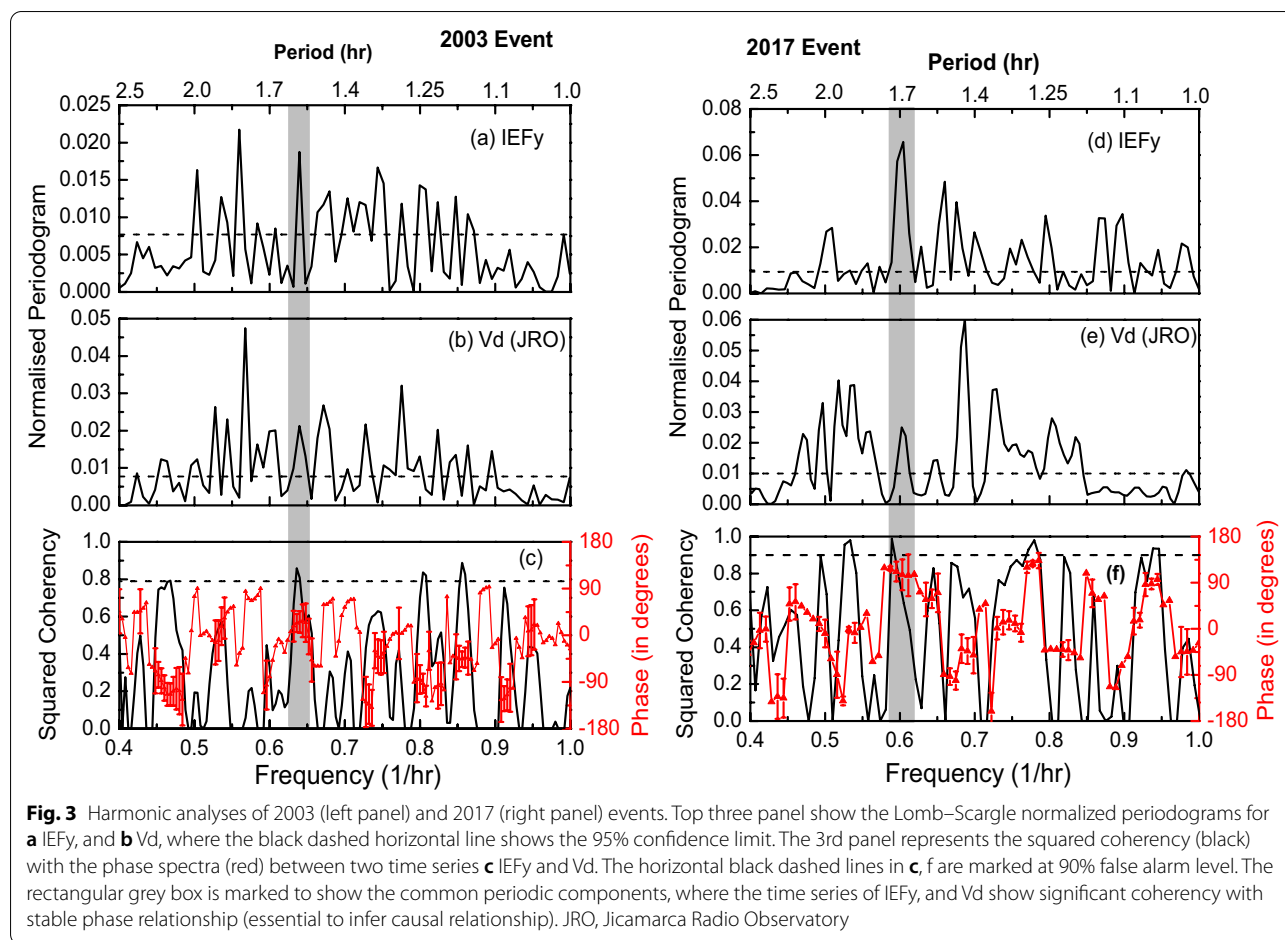 2003 Event
Period (hr)
2.5 2.0 1.7 1.4 1.25 1.1 1.0
Normalised Periodogram
0.025
0.020
0.015
0.010
0.005
0.000
(a) IEFy
0.05
0.04
0.03
0.02
0.01
0.00
(b) Vd (JRO)
Squared Coherency
1.0
0.8
0.6
0.4
0.2
0.0
(c)
180
90
0
-90
-180
Phase (in degrees)
0.4 0.5 0.6 0.7 0.8 0.9 1.0
Frequency (1/hr)
2017 Event
Period (hr)
2.5 2.0 1.7 1.4 1.25 1.1 1.0
Normalised Periodogram
0.08
0.06
0.04
0.02
0.00
(d) IEFy
0.06
0.05
0.04
0.03
0.02
0.01
0.00
(e) Vd (JRO)
Squared Coherency
1.0
0.8
0.6
0.4
0.2
0.0
(f)
180
90
0
-90
-180
Phase (in degrees)
0.4 0.5 0.6 0.7 0.8 0.9 1.0
Frequency (1/hr)
Fig. 3 Harmonic analyses of 2003 (left panel) and 2017 (right panel) events. Top three panel show the Lomb–Scargle normalized periodograms for
a IEFy, and b Vd, where the black dashed horizontal line shows the 95% confidence limit. The 3rd panel represents the squared coherency (black)
with the phase spectra (red) between two time series c IEFy and Vd. The horizontal black dashed lines in c, f are marked at 90% false alarm level. The
rectangular grey box is marked to show the common periodic components, where the time series of IEFy, and Vd show significant coherency with
stable phase relationship (essential to infer causal relationship). JRO, Jicamarca Radio Observatory